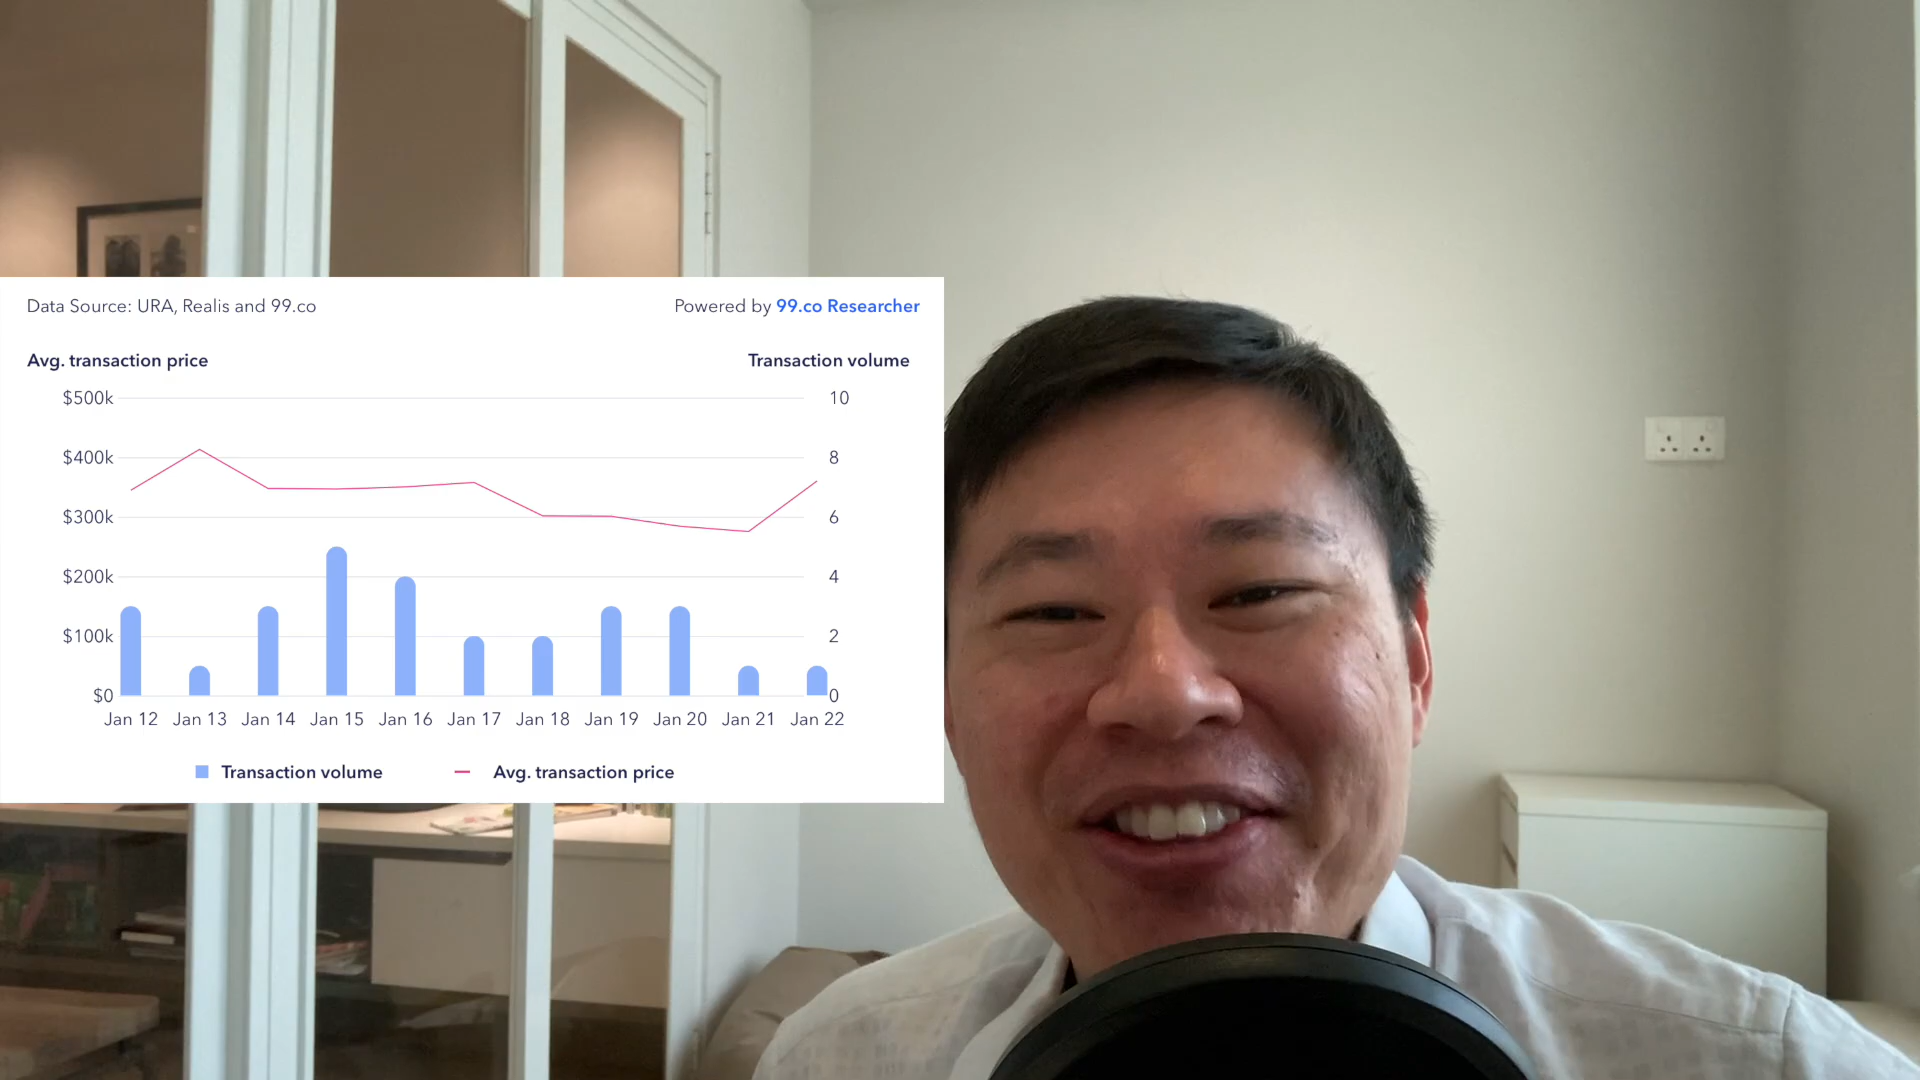 Data Source: URA, Realis and 99.co
Powered by 99.co Researcher
Avg. transaction price
Transaction volume
$500k
$400k
$300k
$200k
$100k
$0
10
8
6
4
2
0
Jan 12 Jan 13 Jan 14 Jan 15 Jan 16 Jan 17 Jan 18 Jan 19 Jan 20 Jan 21 Jan 22
Transaction volume
Avg. transaction price